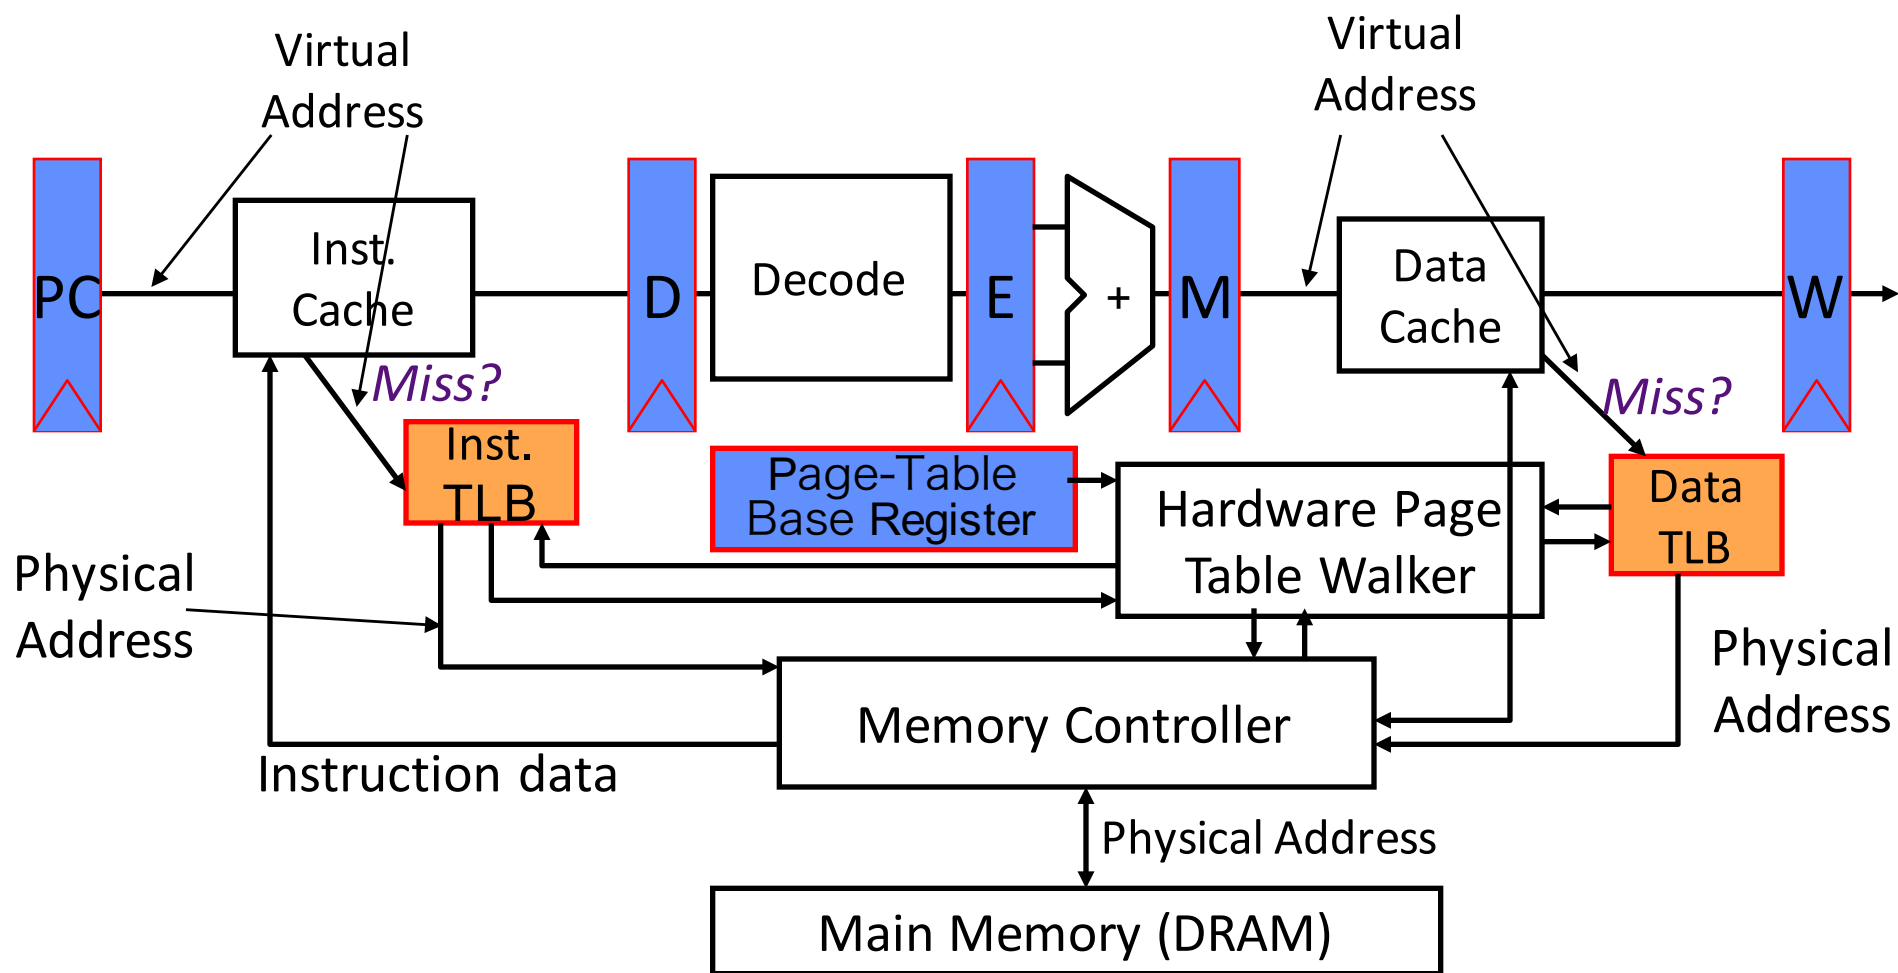 Virtual
Address
Virtual
Address
PC
Inst.
Cache
D
Decode
E
+
M
Data
Cache
W
Miss?
Miss?
Inst.
TLB
Page-Table
Base Register
Hardware Page
Table Walker
Data
TLB
Physical
Address
Physical
Address
Memory Controller
Instruction data
Physical Address
Main Memory (DRAM)